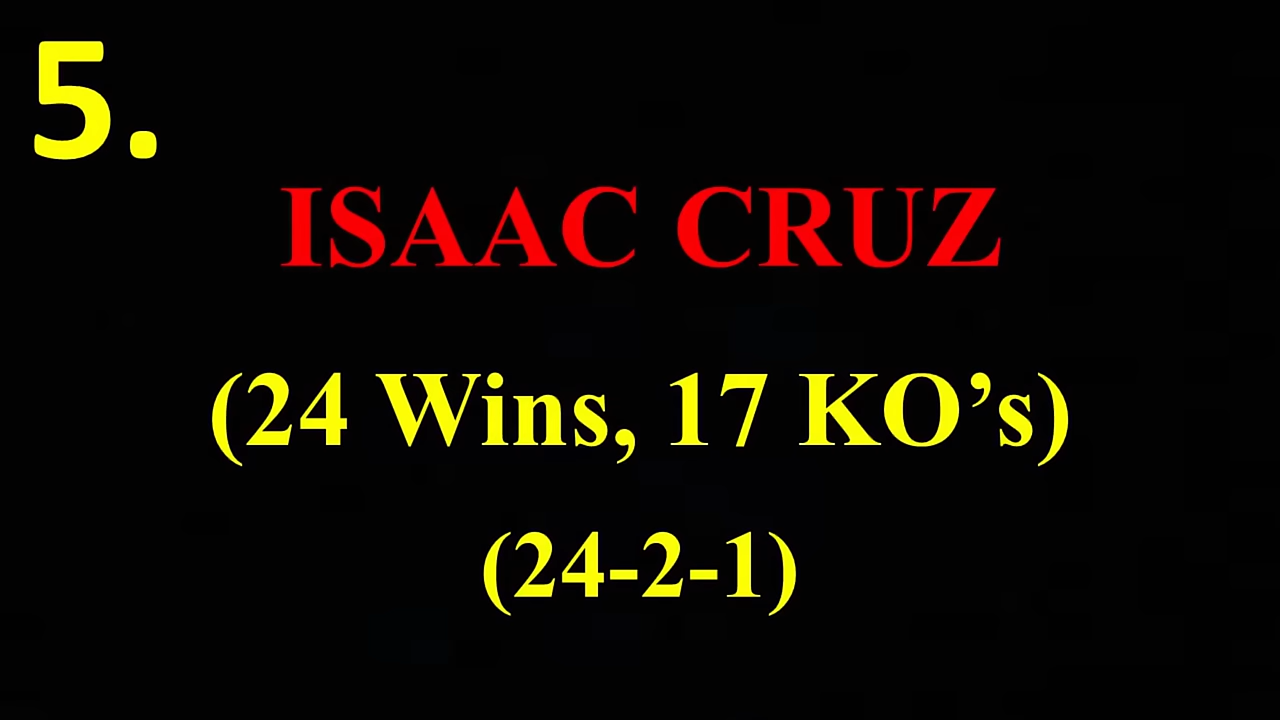 5.
ISAAC CRUZ
(24 Wins, 17 KO’s)
(24-2-1)